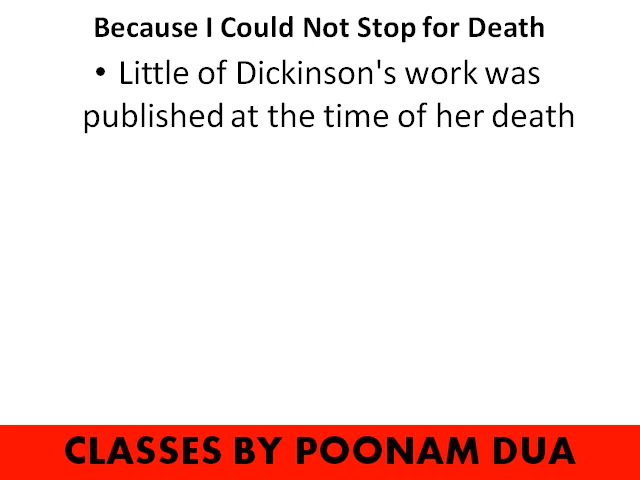 Because I Could Not Stop for Death
• Little of Dickinson's work was
published at the time of her death
CLASSES BY POONAM DUA